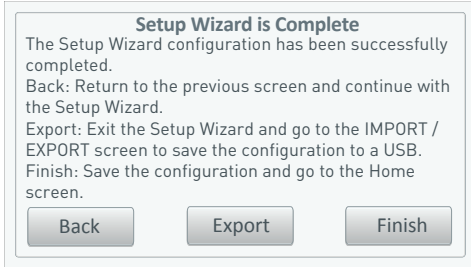 Setup Wizard is Complete
The Setup Wizard configuration has been successfully
completed.
Back: Return to the previous screen and continue with
the Setup Wizard.
Export: Exit the Setup Wizard and go to the IMPORT /
EXPORT screen to save the configuration to a USB.
Finish: Save the configuration and go to the Home
screen.
Back Export Finish